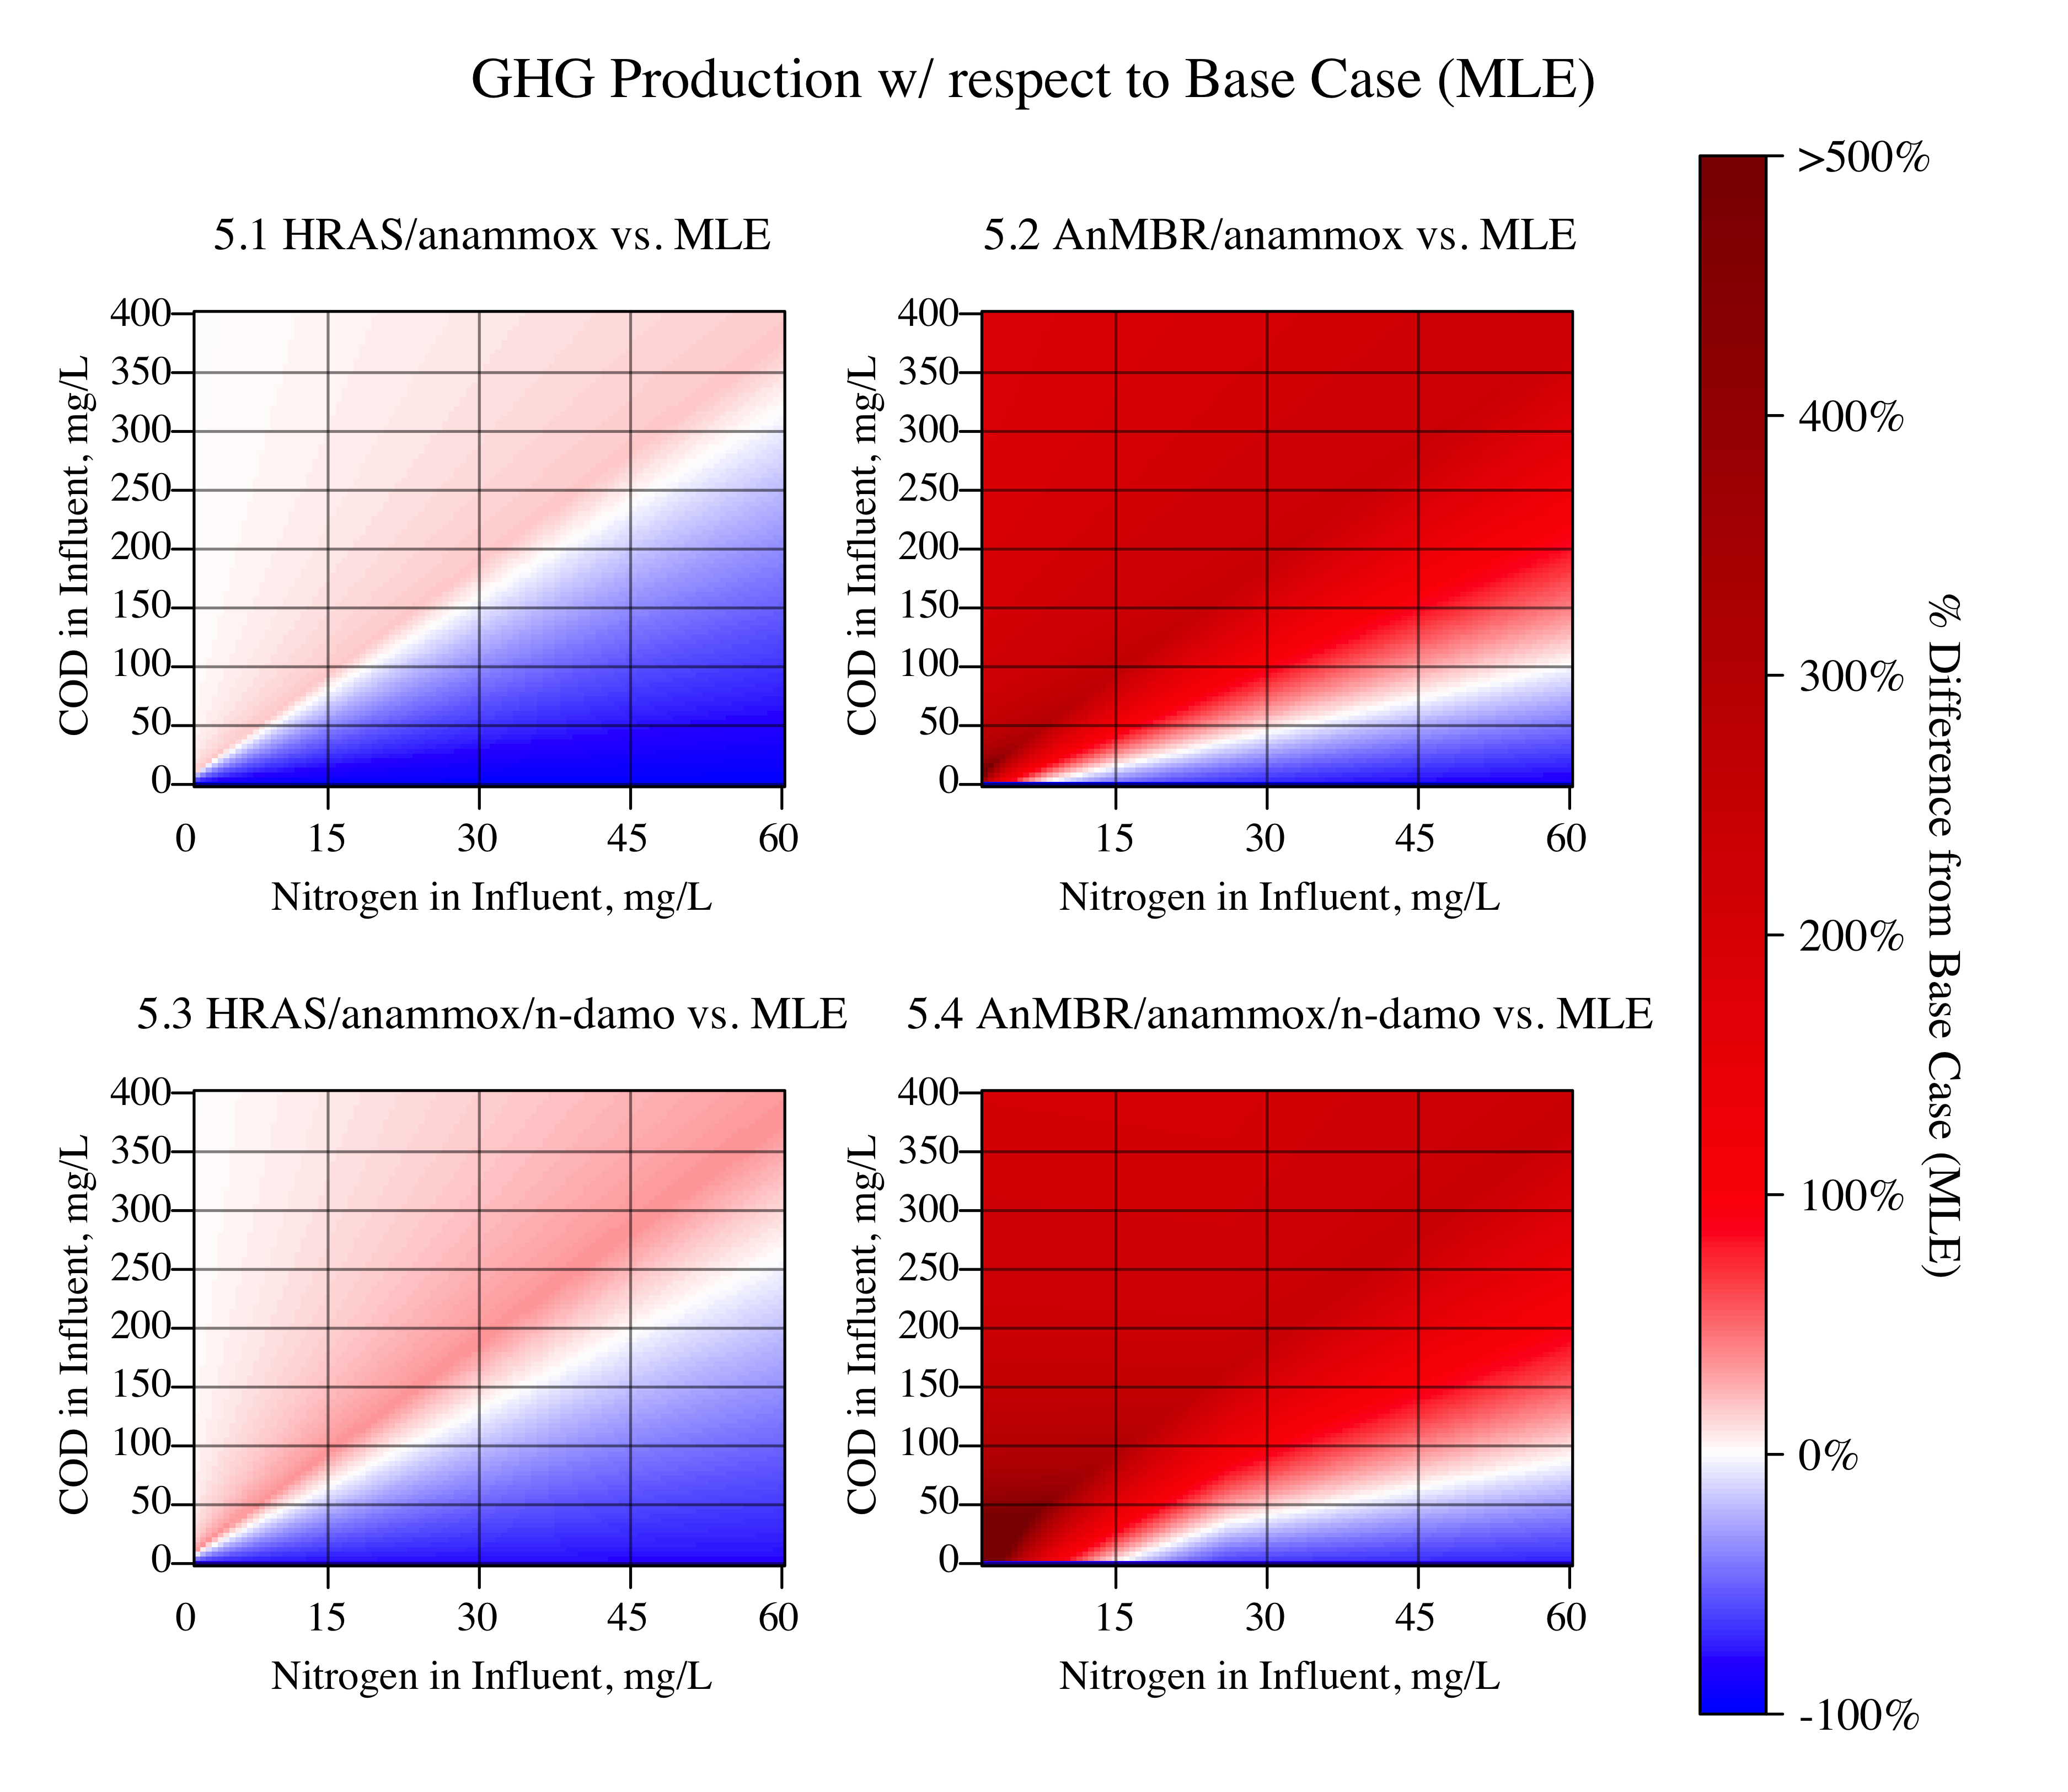 GHG Production w/ respect to Base Case (MLE)
5.1 HRAS/anammox vs. MLE
400
350
300
250
200
150
100
50
0
COD in Influent, mg/L
0 15 30 45 60
Nitrogen in Influent, mg/L
5.2 AnMBR/anammox vs. MLE
400
350
300
250
200
150
100
50
0
COD in Influent, mg/L
15 30 45 60
Nitrogen in Influent, mg/L
5.3 HRAS/anammox/n-damo vs. MLE
400
350
300
250
200
150
100
50
0
COD in Influent, mg/L
0 15 30 45 60
Nitrogen in Influent, mg/L
5.4 AnMBR/anammox/n-damo vs. MLE
400
350
300
250
200
150
100
50
0
COD in Influent, mg/L
15 30 45 60
Nitrogen in Influent, mg/L
>500%
400%
300%
200%
100%
0%
-100%
% Difference from Base Case (MLE)